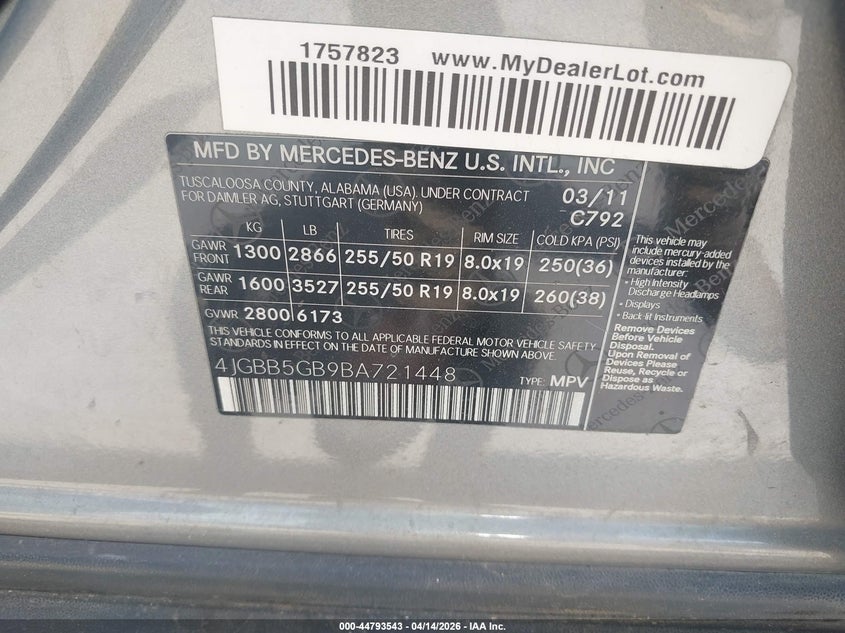 1757823 www.MyDealerLot.com
MFD BY MERCEDES-BENZ U.S. INTL., INC
TUSCALOOSA COUNTY, ALABAMA (USA), UNDER CONTRACT 03/11
FOR DAIMLER AG, STUTTGART (GERMANY) C792
KG LB TIRES RIM SIZE COLD KPA (PSI)
GAWR FRONT 1300 2866 255/50 R19 8.0x19 250(36)
GAWR REAR 1600 3527 255/50 R19 8.0x19 260(38)
GVWR 2800 6173
THIS VEHICLE CONFORMS TO ALL APPLICABLE FEDERAL MOTOR VEHICLE SAFETY
STANDARDS IN EFFECT ON THE DATE OF MANUFACTURE SHOWN ABOVE.
4JGBB5GB9BA721448 TYPE: MPV
This vehicle may
include mercury-added
devices installed by the
manufacturer:
• High Intensity
Discharge Headlamps
• Displays
• Back-lit Instruments
Remove Devices
Before Vehicle
Disposal.
Upon Removal of
Devices Please
Reuse, Recycle or
Dispose as
Hazardous Waste.
000-44793543 - 04/14/2026 - IAA Inc.